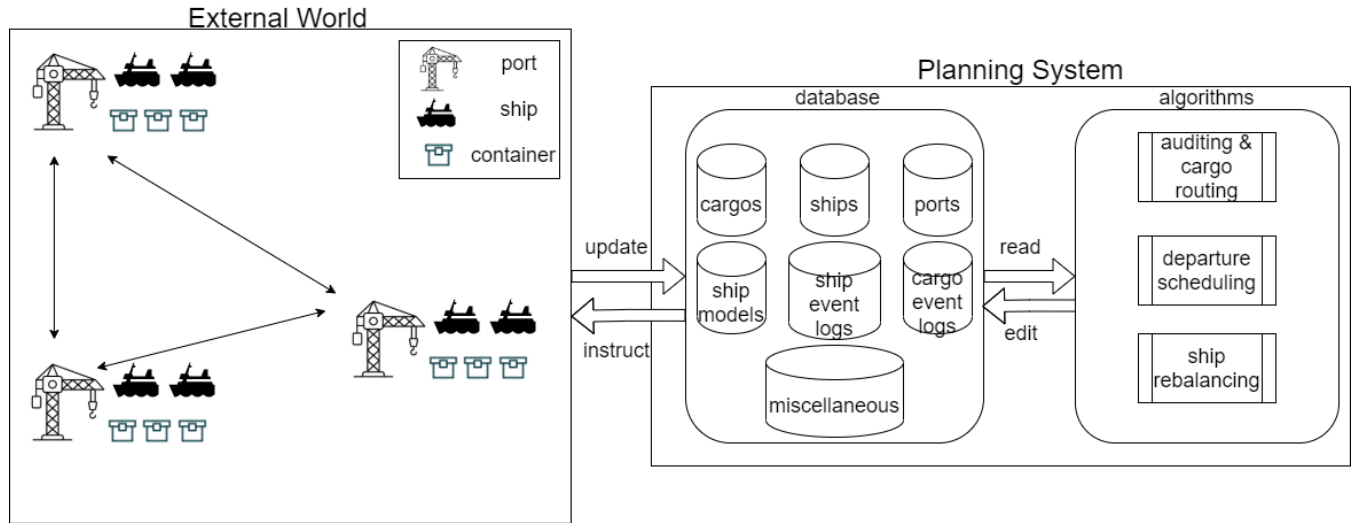 External World
port
ship
container
update
instruct
Planning System
database
cargos
ships
ports
ship
models
ship
event
logs
cargo
event
logs
miscellaneous
read
edit
algorithms
auditing &
cargo
routing
departure
scheduling
ship
rebalancing